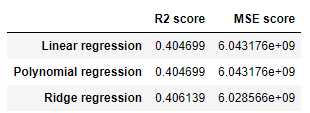 R2 score MSE score
Linear regression 0.404699 6.043176e+09
Polynomial regression 0.404699 6.043176e+09
Ridge regression 0.406139 6.028566e+09